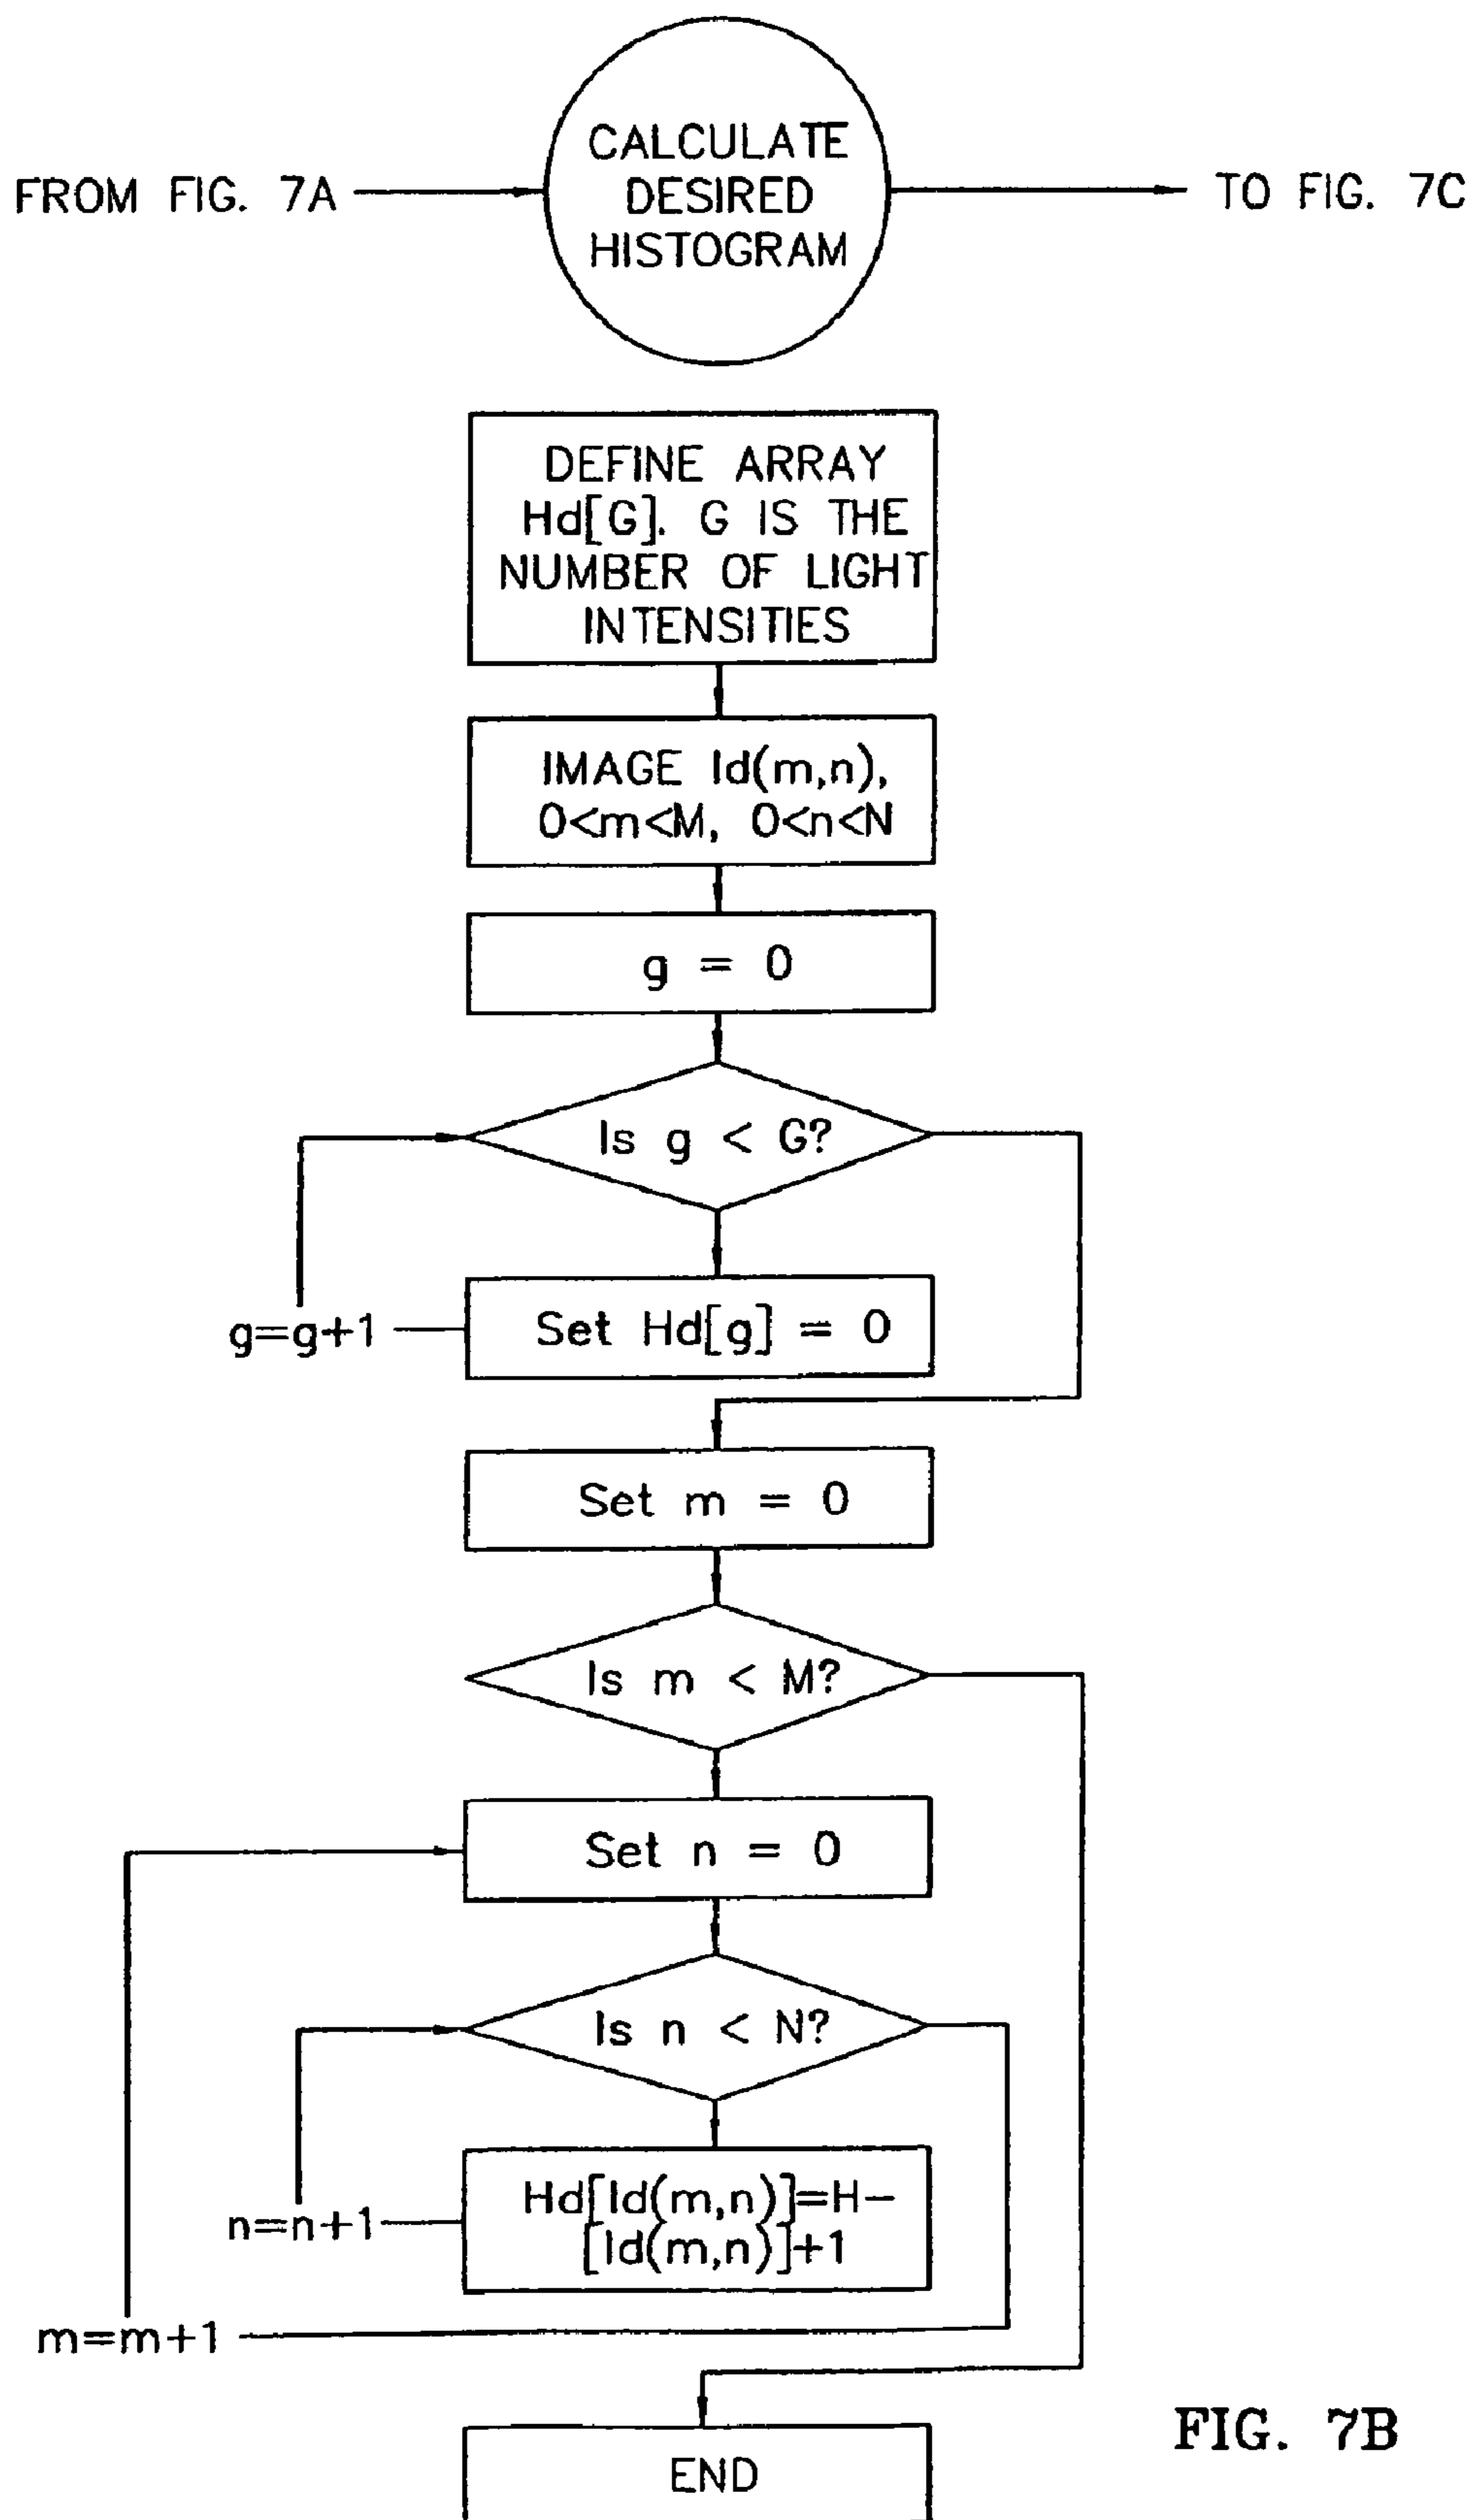 CALCULATE
DESIRED
HISTOGRAM
FROM FIG. 7A
TO FIG. 7C
DEFINE ARRAY
Hd[G]. G IS THE
NUMBER OF LIGHT
INTENSITIES
IMAGE Id(m,n),
0<m<M, 0<n<N
g = 0
Is g < G?
g=g+1
Set Hd[g] = 0
Set m = 0
Is m < M?
Set n = 0
Is n < N?
Hd[Id(m,n)]=H-
[Id(m,n)]+1
n=n+1
m=m+1
END
FIG. 7B